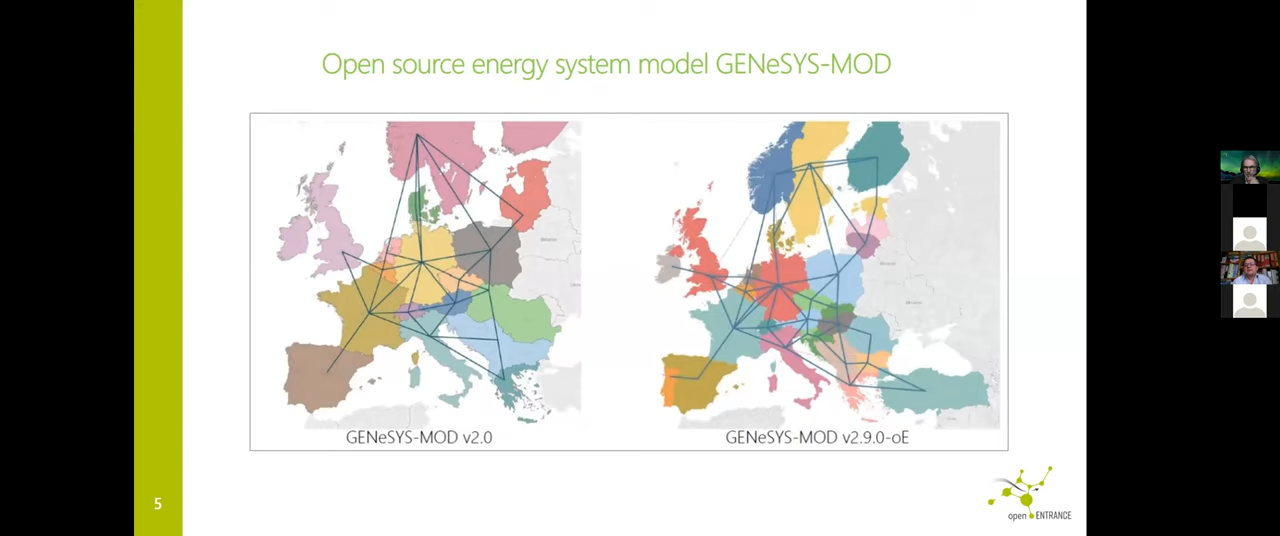 Open source energy system model GENeSYS-MOD
GENeSYS-MOD v2.0
GENeSYS-MOD v2.9.0-oE
5
open ENTRANCE